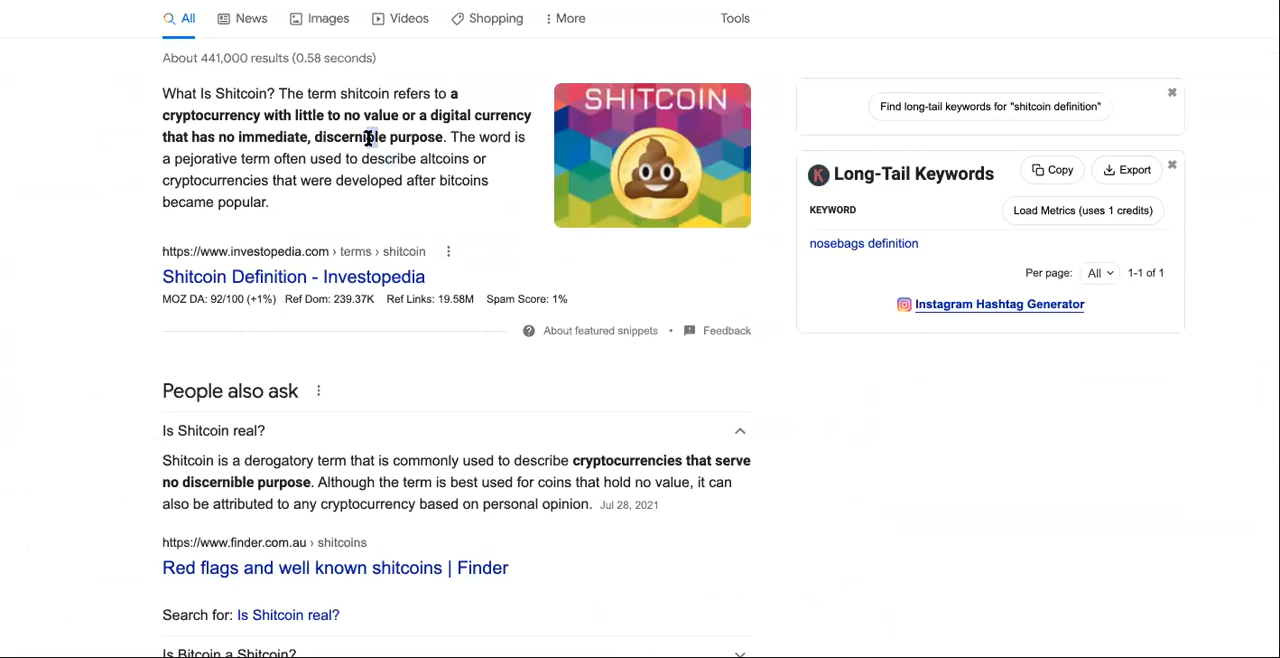 All News Images Videos Shopping More Tools
About 441,000 results (0.58 seconds)
What Is Shitcoin? The term shitcoin refers to a
cryptocurrency with little to no value or a digital currency
that has no immediate, discernible purpose. The word is
a pejorative term often used to describe altcoins or
cryptocurrencies that were developed after bitcoins
became popular.
SHITCOIN
https://www.investopedia.com › terms › shitcoin
Shitcoin Definition - Investopedia
MOZ DA: 92/100 (+1%) Ref Dom: 239.37K Ref Links: 19.58M Spam Score: 1%
About featured snippets • Feedback
People also ask
Is Shitcoin real?
Shitcoin is a derogatory term that is commonly used to describe cryptocurrencies that serve
no discernible purpose. Although the term is best used for coins that hold no value, it can
also be attributed to any cryptocurrency based on personal opinion. Jul 28, 2021
https://www.finder.com.au › shitcoins
Red flags and well known shitcoins | Finder
Search for: Is Shitcoin real?
Is Bitcoin a Shitcoin?
Find long-tail keywords for "shitcoin definition"
K Long-Tail Keywords Copy Export
KEYWORD Load Metrics (uses 1 credits)
nosebags definition
Per page: All 1-1 of 1
Instagram Hashtag Generator